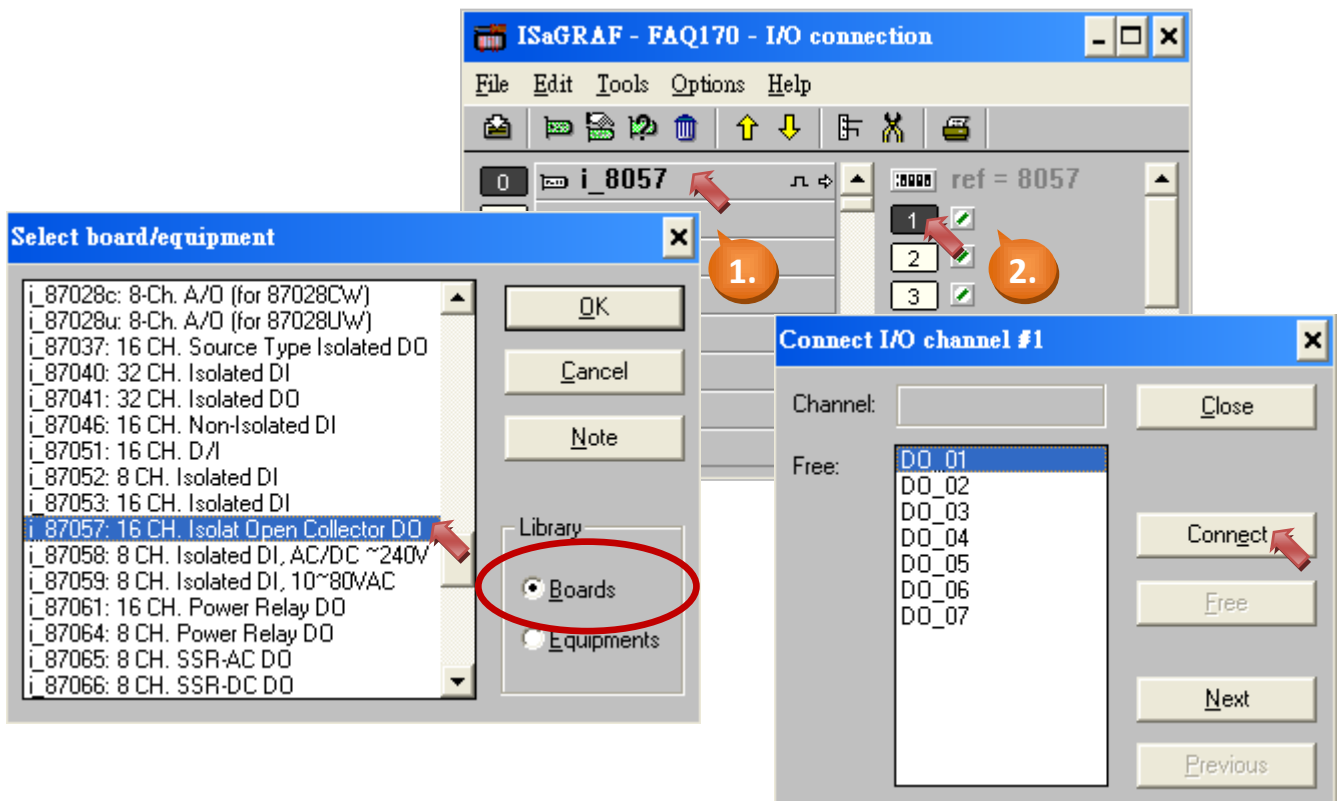 ISaGRAF - FAQ170 - I/O connection
File Edit Tools Options Help
0 i_8057
ref = 8057
1
2
3
1.
2.
Select board/equipment
i_87028c: 8-Ch. A/O (for 87028CW)
i_87028u: 8-Ch. A/O (for 87028UW)
i_87037: 16 CH. Source Type Isolated DO
i_87040: 32 CH. Isolated DI
i_87041: 32 CH. Isolated DO
i_87046: 16 CH. Non-Isolated DI
i_87051: 16 CH. D/I
i_87052: 8 CH. Isolated DI
i_87053: 16 CH. Isolated DI
i_87057: 16 CH. Isolat Open Collector DO
i_87058: 8 CH. Isolated DI, AC/DC ~240V
i_87059: 8 CH. Isolated DI, 10~80VAC
i_87061: 16 CH. Power Relay DO
i_87064: 8 CH. Power Relay DO
i_87065: 8 CH. SSR-AC DO
i_87066: 8 CH. SSR-DC DO
OK
Cancel
Note
Library
Boards
Equipments
Connect I/O channel #1
Channel:
Free:
DO_01
DO_02
DO_03
DO_04
DO_05
DO_06
DO_07
Close
Connect
Free
Next
Previous